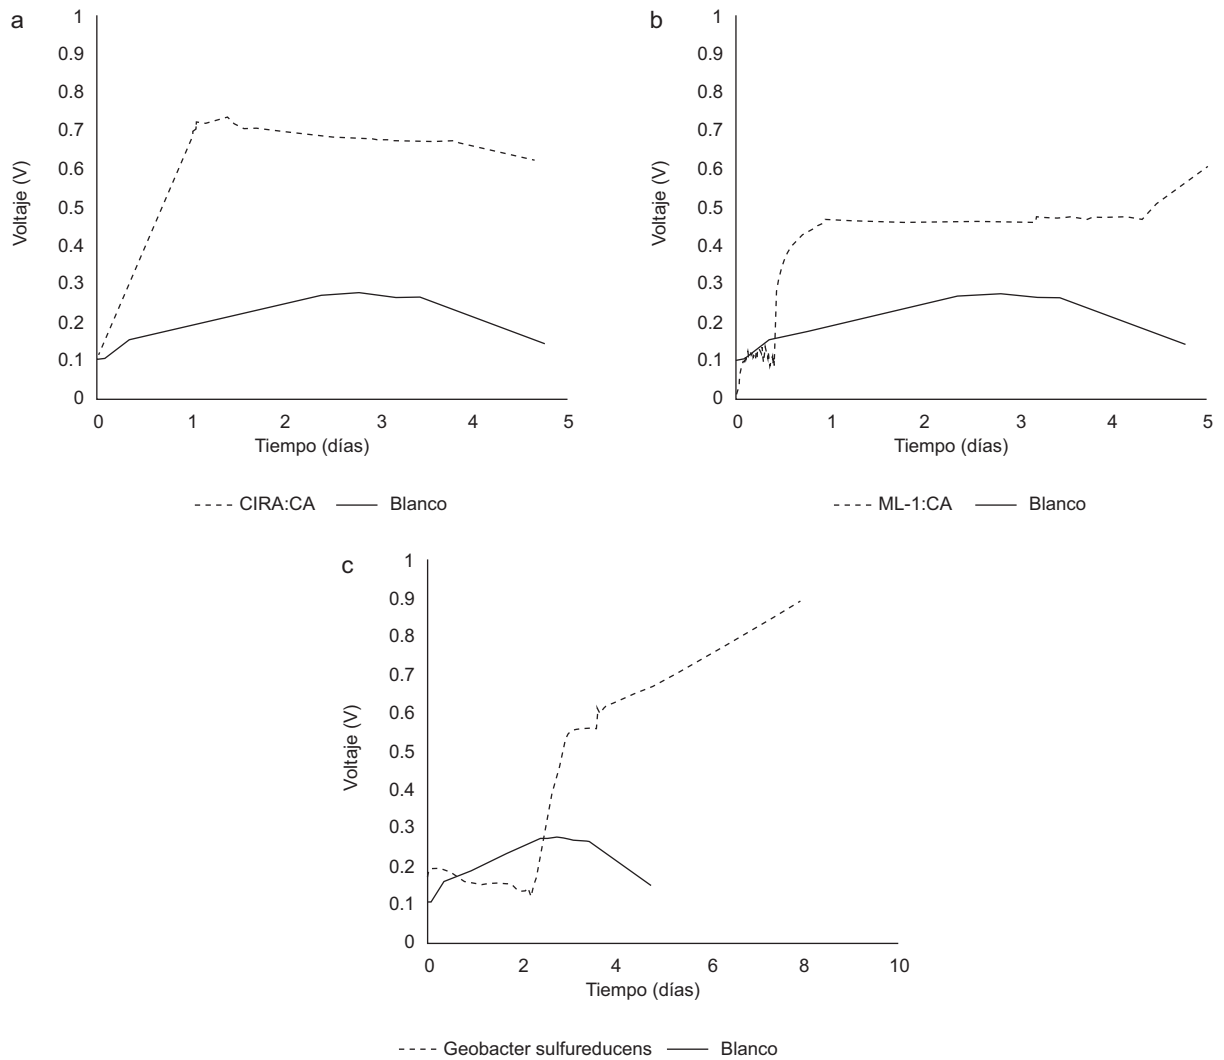 a
1
0.9
0.8
0.7
0.6
0.5
0.4
0.3
0.2
0.1
0
Voltaje (V)
0 1 2 3 4 5
Tiempo (días)
CIRA:CA Blanco
b
1
0.9
0.8
0.7
0.6
0.5
0.4
0.3
0.2
0.1
0
Voltaje (V)
0 1 2 3 4 5
Tiempo (días)
ML-1:CA Blanco
c
1
0.9
0.8
0.7
0.6
0.5
0.4
0.3
0.2
0.1
0
Voltaje (V)
0 2 4 6 8 10
Tiempo (días)
Geobacter sulfureducens Blanco